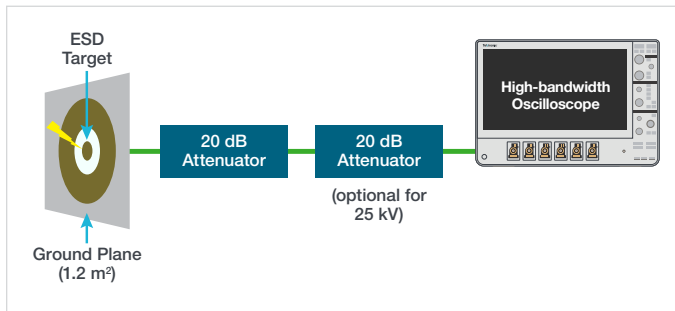 ESD
Target
20 dB
Attenuator
20 dB
Attenuator
(optional for
25 kV)
Tektronix
High-bandwidth
Oscilloscope
Ground Plane
(1.2 m²)